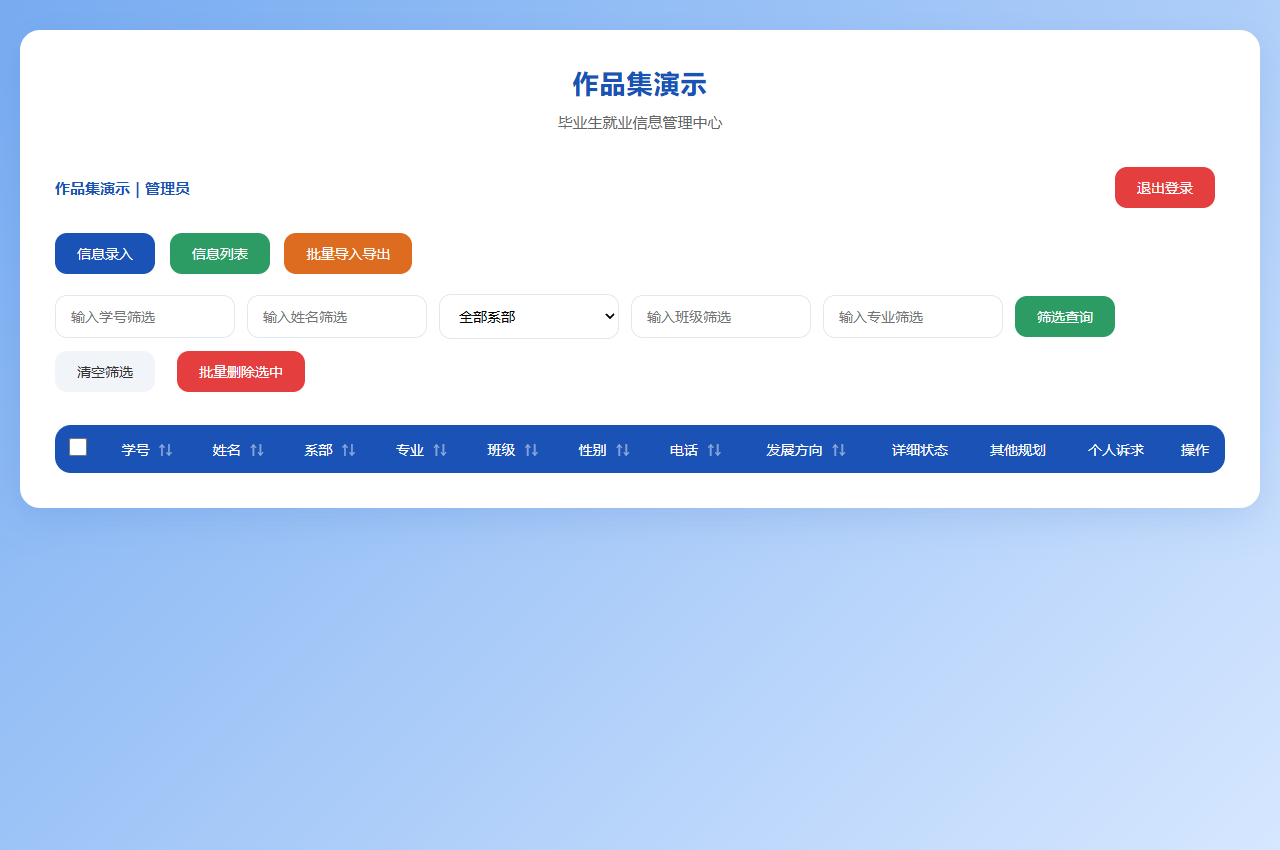 作品集演示
毕业生就业信息管理中心
作品集演示 | 管理员
退出登录
信息录入 信息列表 批量导入导出
输入学号筛选 输入姓名筛选 全部系部 输入班级筛选 输入专业筛选 筛选查询
清空筛选 批量删除选中
学号 姓名 系部 专业 班级 性别 电话 发展方向 详细状态 其他规划 个人诉求 操作